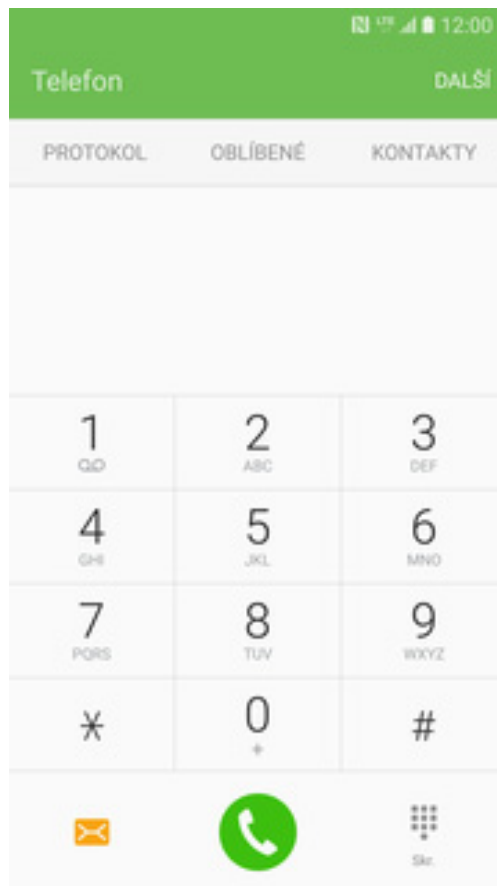 LTE 12:00
Telefon DALŠÍ
PROTOKOL OBLÍBENÉ KONTAKTY
1 2 3
ABC DEF
4 5 6
GHI JKL MNO
7 8 9
PQRS TUV WXYZ
* 0 #
+
Skr.